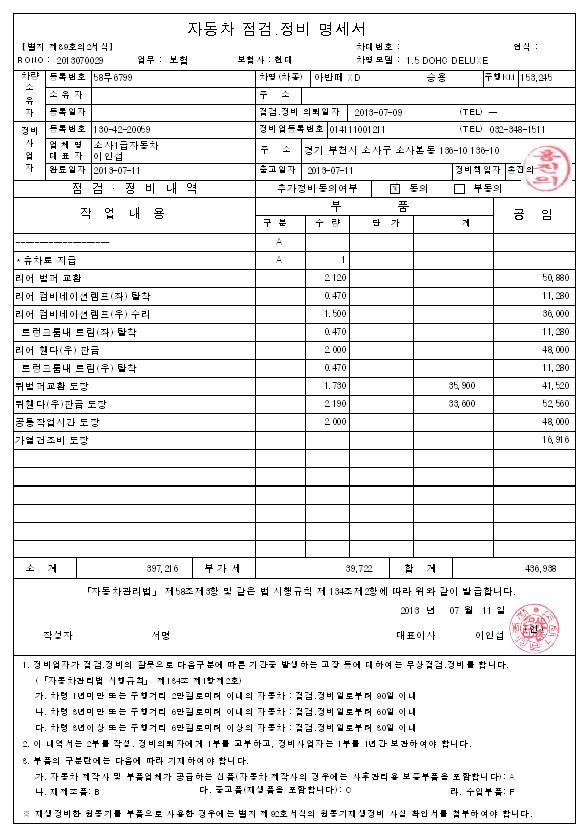 자동차 점검.정비 명세서
[별지 제89호의2서식] 차대번호 : 연식 :
RONO : 2013070029 업무 : 보험 보험사 : 현대 차명모델 : 1.5 DOHC DELUXE
차량소유자 등록번호 58무6799 차명(차종) 아반떼 XD 승용 주행KM 153,245
소유자 주 소
등록일자 점검.정비 의뢰일자 2013-07-09 (TEL) —
정비사업자 등록번호 130-42-20059 정비업등록번호 014111001211 (TEL) 032-348-1511
업체명 대표자 소사1급자동차 이인섭 주 소 경기 부천시 소사구 소사본동 136-10 136-10
완료일자 2013-07-11 출고일자 2013-07-11 정비책임자 홍진의
점검·정비내역 추가정비동의여부 동의 부동의
작업내용 부 품 공 임
구분 수량 단가 계
-------------------- A
*휴차료 지급 A 1
리어 범퍼 교환 2.120 50,880
리어 컴비네이션램프(좌) 탈착 0.470 11,280
리어 컴비네이션램프(우) 수리 1.500 36,000
트렁크룸내 트림(좌) 탈착 0.470 11,280
리어 휀다(우) 판금 2.000 48,000
트렁크룸내 트림(우) 탈착 0.470 11,280
뒤범퍼교환 도장 1.730 35,900 41,520
뒤휀다(우)판금 도장 2.190 33,600 52,560
공통작업시간 도장 2.000 48,000
가열건조비 도장 16,916
소 계 397,216 부가세 39,722 합 계 436,938
「자동차관리법」 제58조제3항 및 같은 법 시행규칙 제134조제2항에 따라 위와 같이 발급합니다.
2013 년 07 월 11 일
작성자 서명 대표이사 이인섭 (인)
1. 정비업자가 점검.정비의 잘못으로 다음구분에 따른 기간중 발생하는 고장 등에 대하여는 무상점검.정비를 합니다.
(「자동차관리법 시행규칙」 제134조 제1항제2호)
가. 차령 1년미만 또는 주행거리 2만킬로미터 이내의 자동차 : 점검.정비일로부터 90일 이내
나. 차령 3년미만 또는 주행거리 6만킬로미터 이내의 자동차 : 점검.정비일로부터 60일 이내
다. 차령 3년이상 또는 주행거리 6만킬로미터 이상의 자동차 : 점검.정비일로부터 30일 이내
2. 이 내역서는 2부를 작성, 정비의뢰자에게 1부를 교부하고, 정비사업자는 1부를 1년간 보관하여야 합니다.
3. 부품의 구분란에는 다음에 따라 기재하여야 합니다.
가. 자동차 제작사 및 부품업체가 공급하는 신품(자동차 제작사의 경우에는 사후관리용 보증부품을 포함합니다) : A
나. 재제조품: B 다. 중고품(재생품을 포함합니다): C 라. 수입부품: F
※ 재생정비한 원동기를 부품으로 사용한 경우에는 별지 제92호서식의 원동기재생정비 사실 확인서를 첨부하여야 합니다.